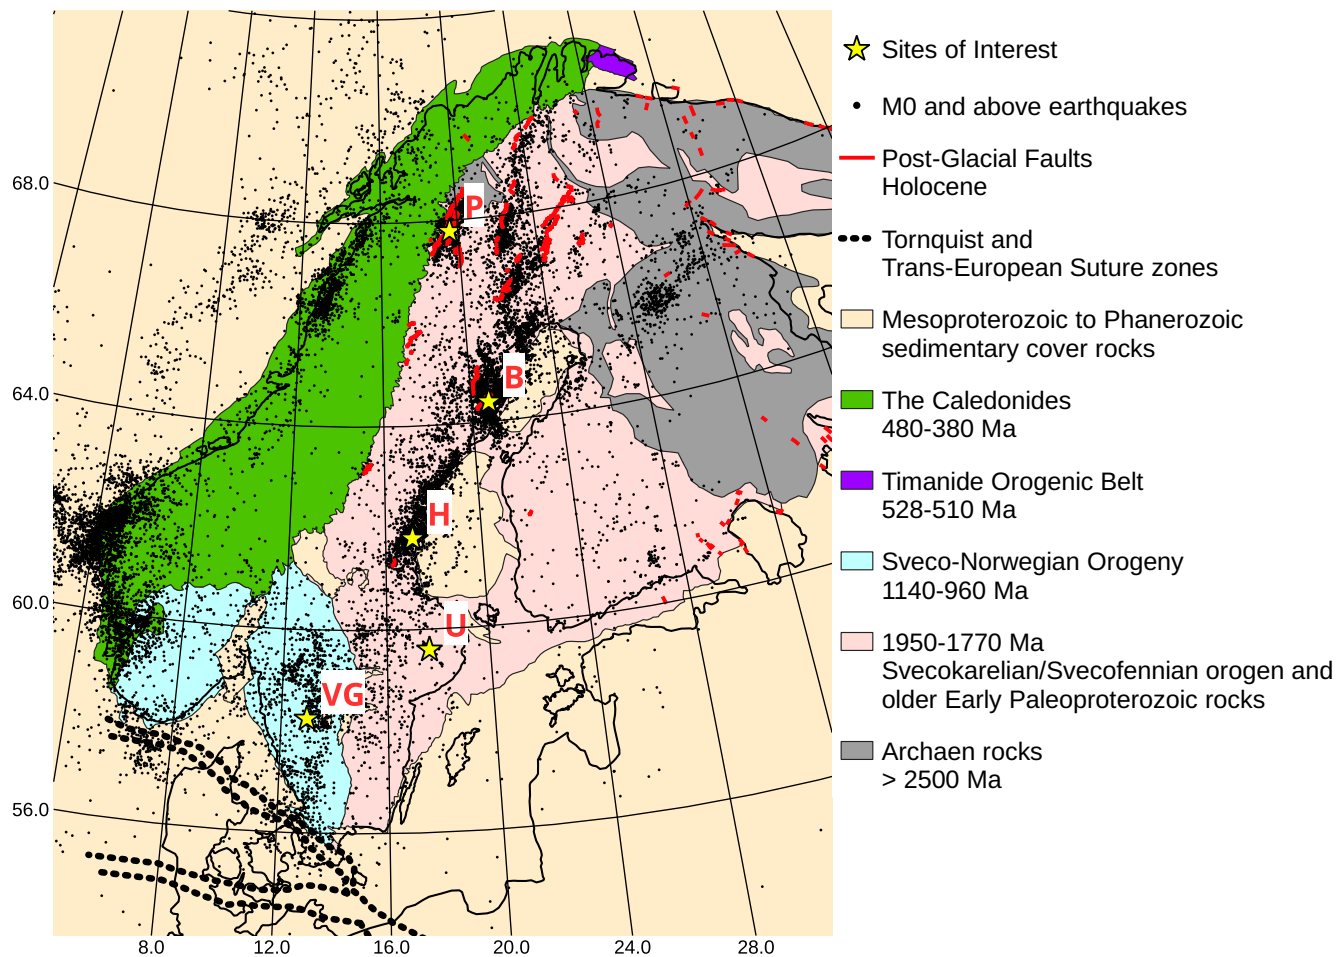 Sites of Interest
M0 and above earthquakes
Post-Glacial Faults
Holocene
Tornquist and
Trans-European Suture zones
Mesoproterozoic to Phanerozoic
sedimentary cover rocks
The Caledonides
480-380 Ma
Timanide Orogenic Belt
528-510 Ma
Sveco-Norwegian Orogeny
1140-960 Ma
1950-1770 Ma
Svecokarelian/Svecofennian orogen and
older Early Paleoproterozoic rocks
Archaen rocks
> 2500 Ma
68.0
64.0
60.0
56.0
P
B
H
U
VG
8.0 12.0 16.0 20.0 24.0 28.0